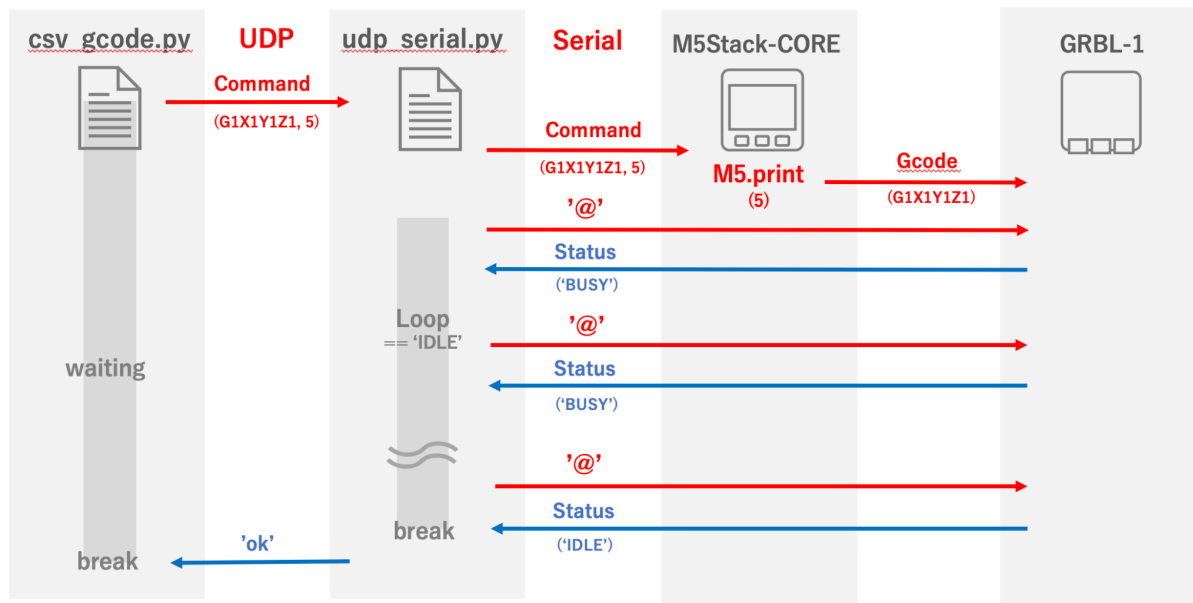 csv_gcode.py
UDP
udp_serial.py
Serial
M5Stack-CORE
GRBL-1
Command
(G1X1Y1Z1, 5)
Command
(G1X1Y1Z1, 5)
M5.print
(5)
Gcode
(G1X1Y1Z1)
’@’
Status
(‘BUSY’)
Loop
== ‘IDLE’
’@’
waiting
Status
(‘BUSY’)
’@’
Status
(‘IDLE’)
break
’ok’
break